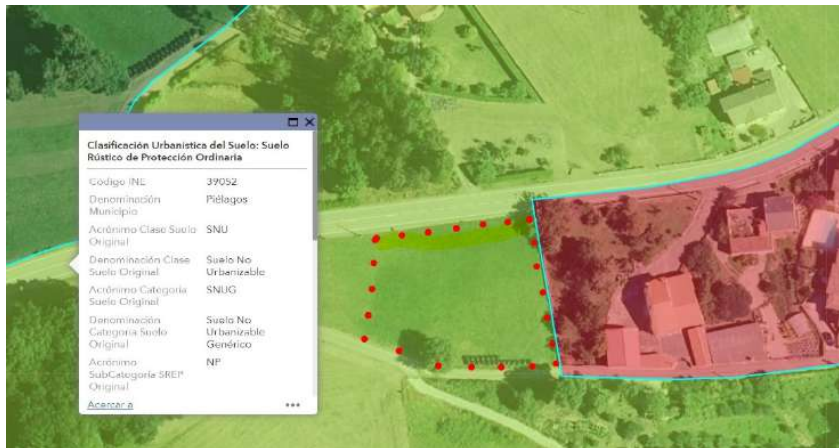 Clasificación Urbanística del Suelo: Suelo
Rústico de Protección Ordinaria
Código INE 39052
Denominación Piélagos
Municipio
Acrónimo Clase Suelo SNU
Original
Denominación Clase Suelo No
Suelo Original Urbanizable
Acrónimo Categoría SNUG
Suelo Original
Denominación Suelo No
Categoría Suelo Urbanizable
Original Genérico
Acrónimo NP
SubCategoría SREP
Original
Acercar a